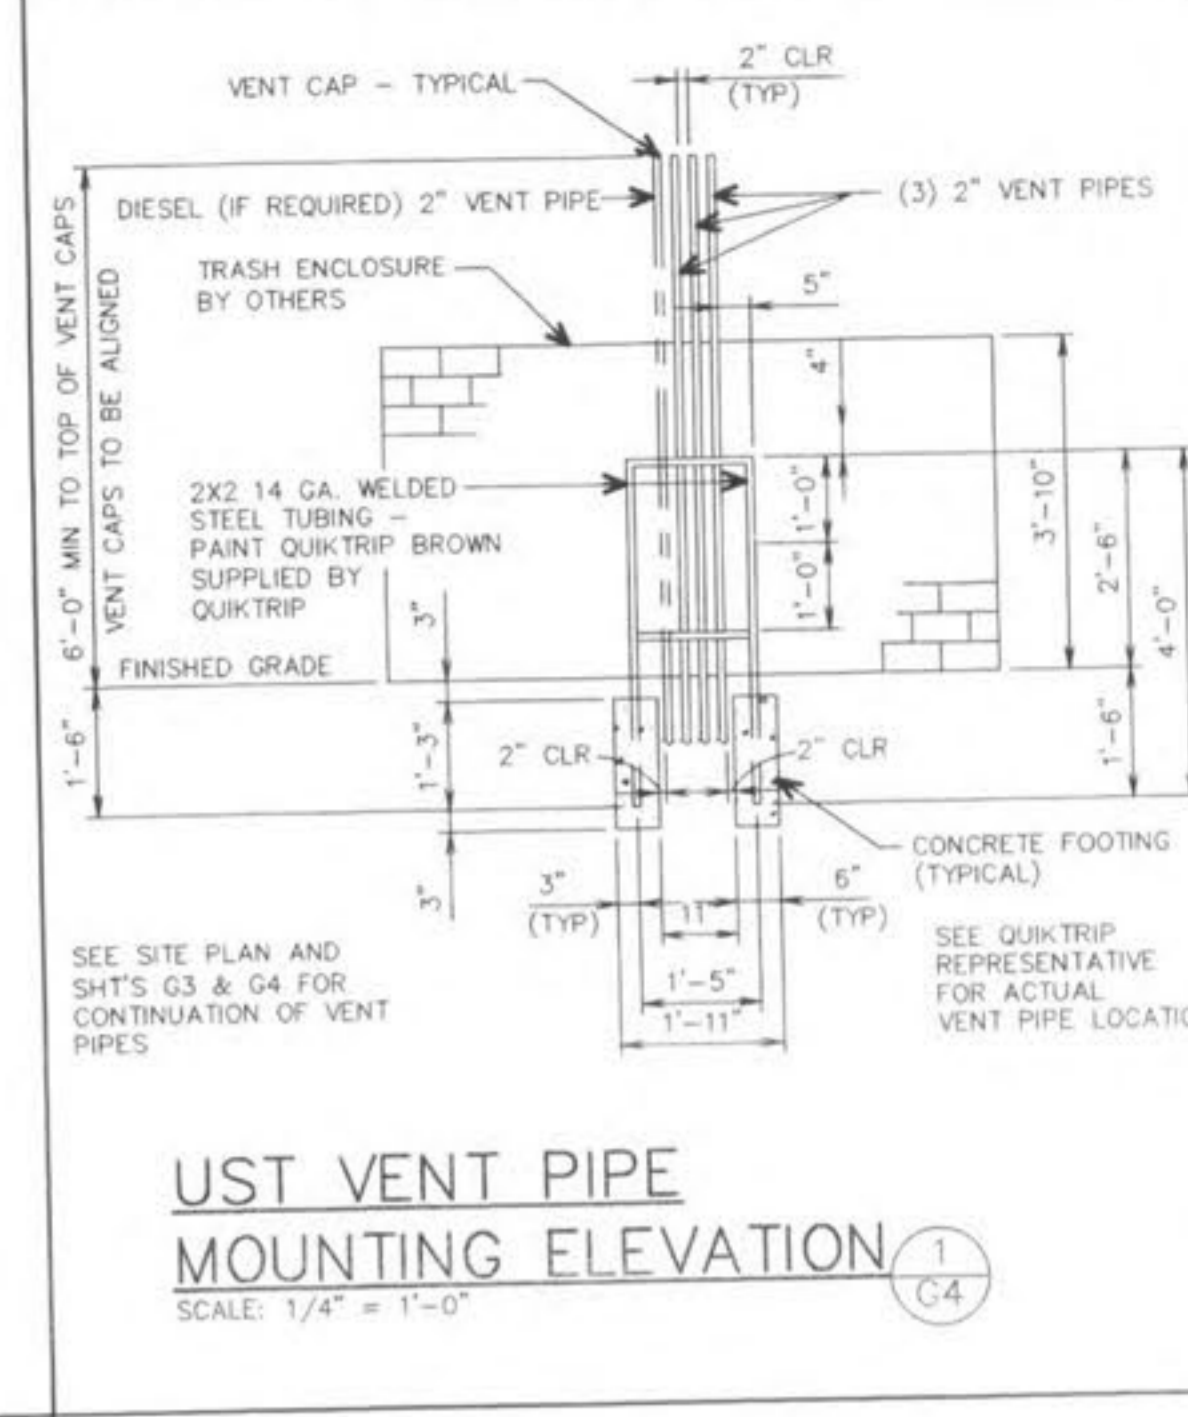 2" CLR
(TYP)
VENT CAP - TYPICAL
DIESEL (IF REQUIRED) 2" VENT PIPE
(3) 2" VENT PIPES
TRASH ENCLOSURE
BY OTHERS
5"
4"
6'-0" MIN TO TOP OF VENT CAPS
VENT CAPS TO BE ALIGNED
2X2 14 GA. WELDED
STEEL TUBING -
PAINT QUIKTRIP BROWN
SUPPLIED BY
QUIKTRIP
1'-0"
1'-0"
3'-10"
2'-6"
4'-0"
3"
FINISHED GRADE
1'-6"
1'-3"
2" CLR
2" CLR
1'-6"
CONCRETE FOOTING
(TYPICAL)
3"
3"
(TYP)
11"
6"
(TYP)
1'-5"
1'-11"
SEE SITE PLAN AND
SHT'S G3 & G4 FOR
CONTINUATION OF VENT
PIPES
SEE QUIKTRIP
REPRESENTATIVE
FOR ACTUAL
VENT PIPE LOCATIO
UST VENT PIPE
MOUNTING ELEVATION
1
G4
SCALE: 1/4" = 1'-0"